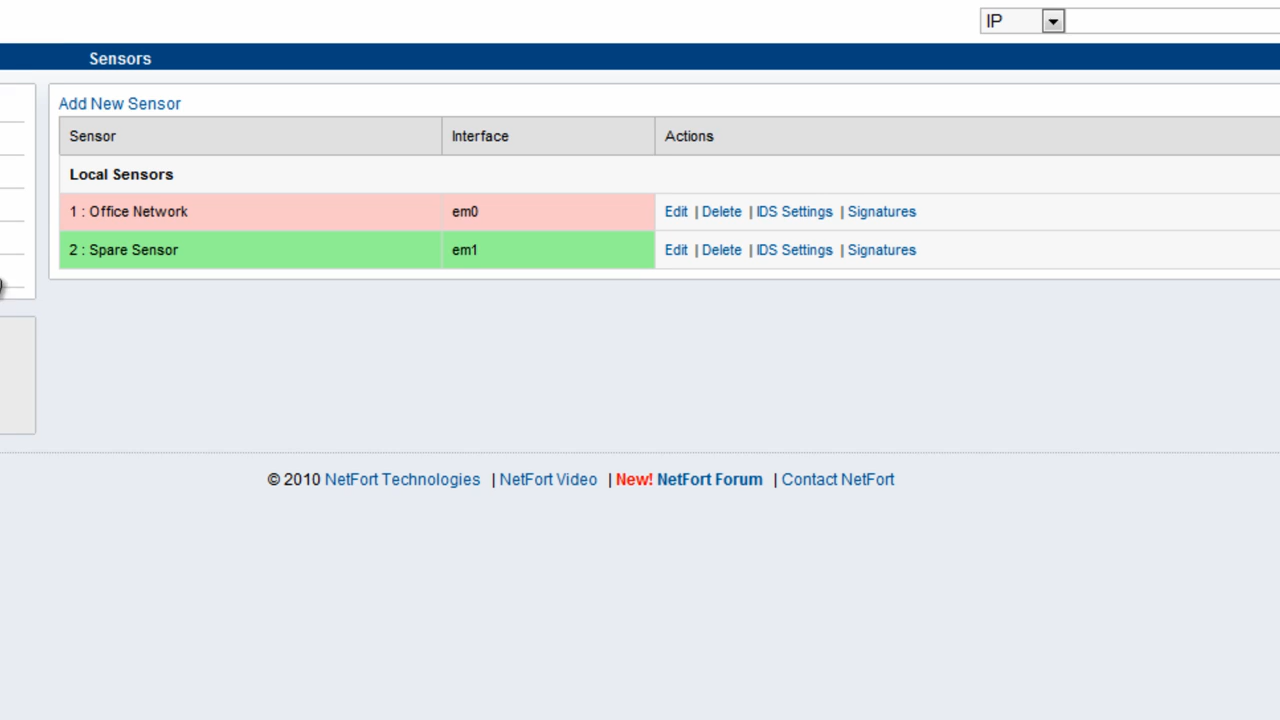 IP
Sensors
Add New Sensor
Sensor Interface Actions
Local Sensors
1 : Office Network em0 Edit | Delete | IDS Settings | Signatures
2 : Spare Sensor em1 Edit | Delete | IDS Settings | Signatures
© 2010 NetFort Technologies | NetFort Video | New! NetFort Forum | Contact NetFort